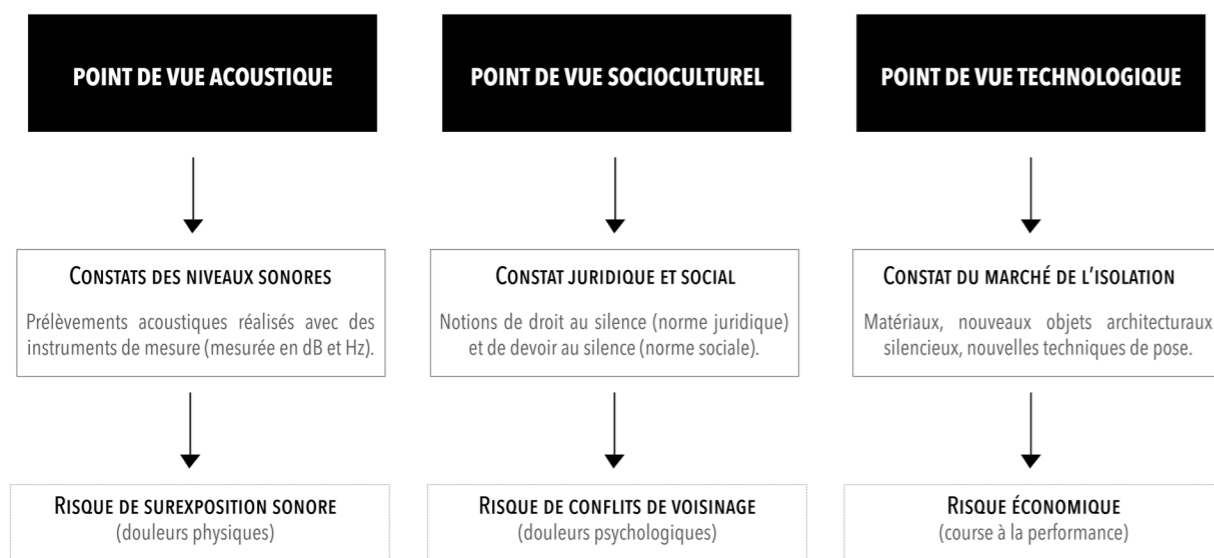 POINT DE VUE ACOUSTIQUE
POINT DE VUE SOCIOCULTUREL
POINT DE VUE TECHNOLOGIQUE
CONSTATS DES NIVEAUX SONORES
Prélèvements acoustiques réalisés avec des
instruments de mesure (mesurée en dB et Hz).
CONSTAT JURIDIQUE ET SOCIAL
Notions de droit au silence (norme juridique)
et de devoir au silence (norme sociale).
CONSTAT DU MARCHÉ DE L'ISOLATION
Matériaux, nouveaux objets architecturaux
silencieux, nouvelles techniques de pose.
RISQUE DE SUREXPOSITION SONORE
(douleurs physiques)
RISQUE DE CONFLITS DE VOISINAGE
(douleurs psychologiques)
RISQUE ÉCONOMIQUE
(course à la performance)